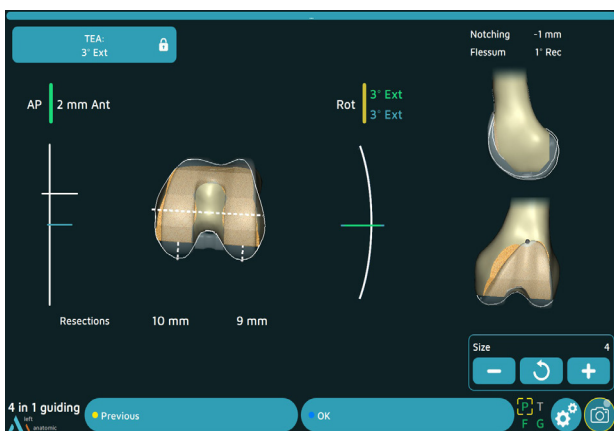 TEA:
3° Ext
Notching -1 mm
Flessum 1° Rec
AP 2 mm Ant
Rot 3° Ext
3° Ext
Resections 10 mm 9 mm
Size 4
4 in 1 guiding
left
anatomic
Previous
OK
P T
F G